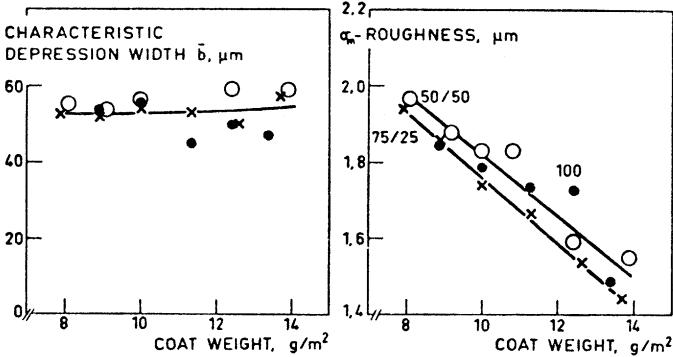 CHARACTERISTIC
DEPRESSION WIDTH b̄, μm
60
40
20
0
8 10 12 14
COAT WEIGHT, g/m²
2,2
σm-ROUGHNESS, μm
2,0
1,8
1,6
1,4
50/50
75/25
100
8 10 12 14
COAT WEIGHT, g/m²